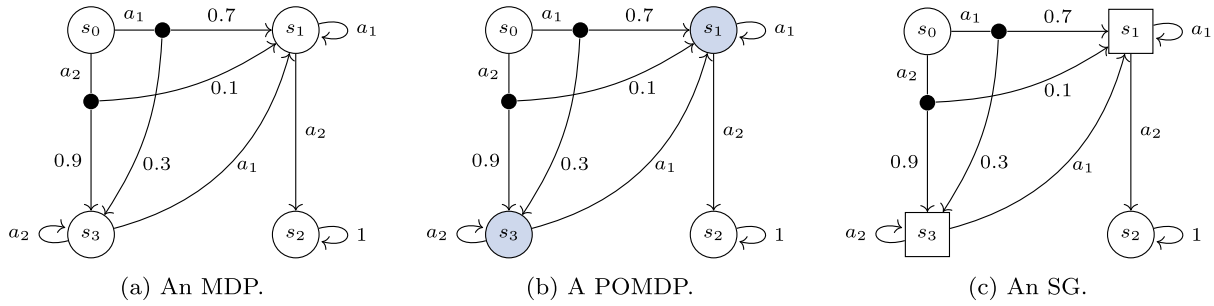 s0 a1 0.7 s1 a1
a2
0.1
a2
0.9 0.3 a1
a2 s3 s2 1
(a) An MDP.
s0 a1 0.7 s1 a1
a2
0.1
a2
0.9 0.3 a1
a2 s3 s2 1
(b) A POMDP.
s0 a1 0.7 s1 a1
a2
0.1
a2
0.9 0.3 a1
a2 s3 s2 1
(c) An SG.